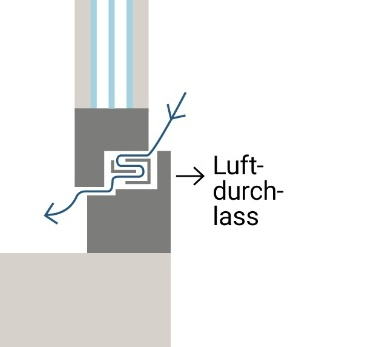 Luft-
durch-
lass